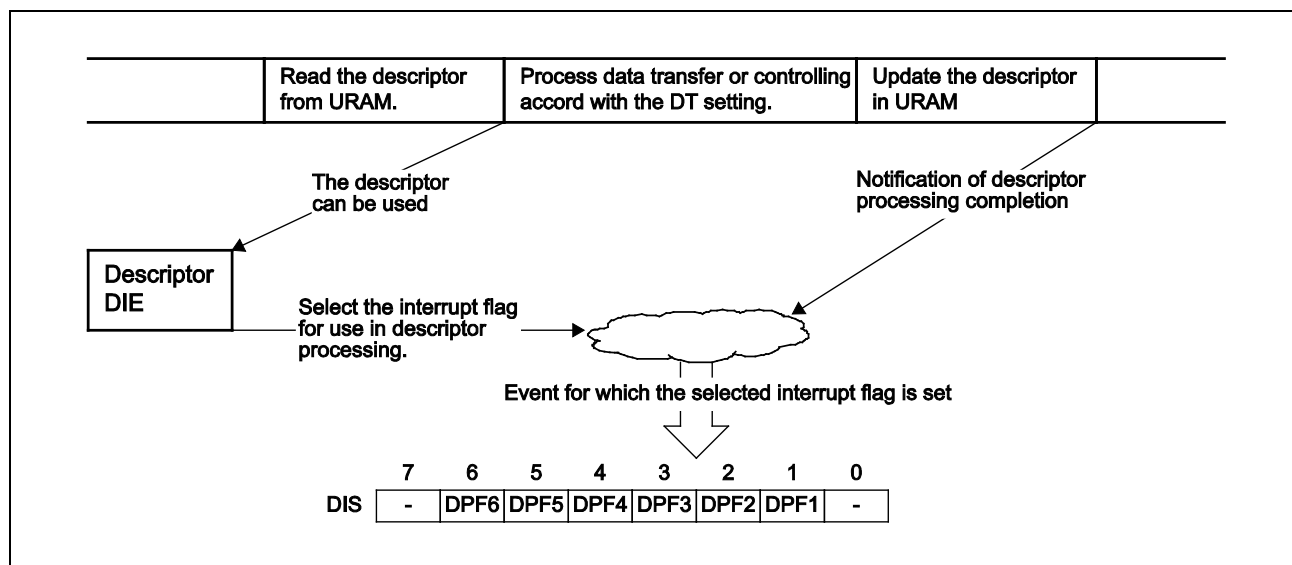 Read the descriptor
from URAM.
Process data transfer or controlling
accord with the DT setting.
Update the descriptor
in URAM
The descriptor
can be used
Notification of descriptor
processing completion
Descriptor
DIE
Select the interrupt flag
for use in descriptor
processing.
Event for which the selected interrupt flag is set
7 6 5 4 3 2 1 0
DIS - DPF6 DPF5 DPF4 DPF3 DPF2 DPF1 -